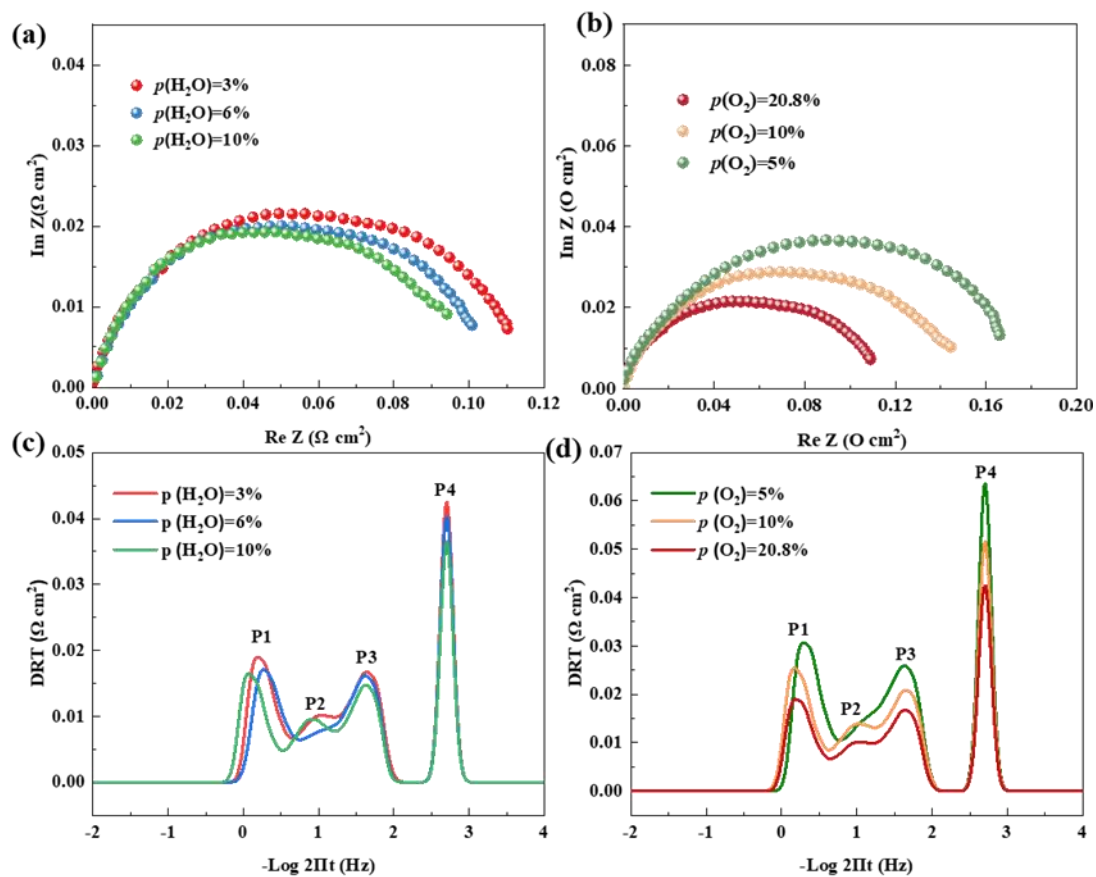 (a)
0.04
0.03
0.02
0.01
0.00
Im Z(Ω cm²)
p(H₂O)=3%
p(H₂O)=6%
p(H₂O)=10%
0.00 0.02 0.04 0.06 0.08 0.10 0.12
Re Z (Ω cm²)
(b)
0.08
0.06
0.04
0.02
0.00
Im Z (O cm²)
p(O₂)=20.8%
p(O₂)=10%
p(O₂)=5%
0.00 0.04 0.08 0.12 0.16 0.20
Re Z (O cm²)
(c)
0.05
0.04
0.03
0.02
0.01
0.00
DRT (Ω cm²)
p (H₂O)=3%
p (H₂O)=6%
p (H₂O)=10%
P1
P2
P3
P4
-2 -1 0 1 2 3 4
-Log 2Πt (Hz)
(d)
0.07
0.06
0.05
0.04
0.03
0.02
0.01
0.00
DRT (Ω cm²)
p (O₂)=5%
p (O₂)=10%
p (O₂)=20.8%
P1
P2
P3
P4
-2 -1 0 1 2 3 4
-Log 2Πt (Hz)